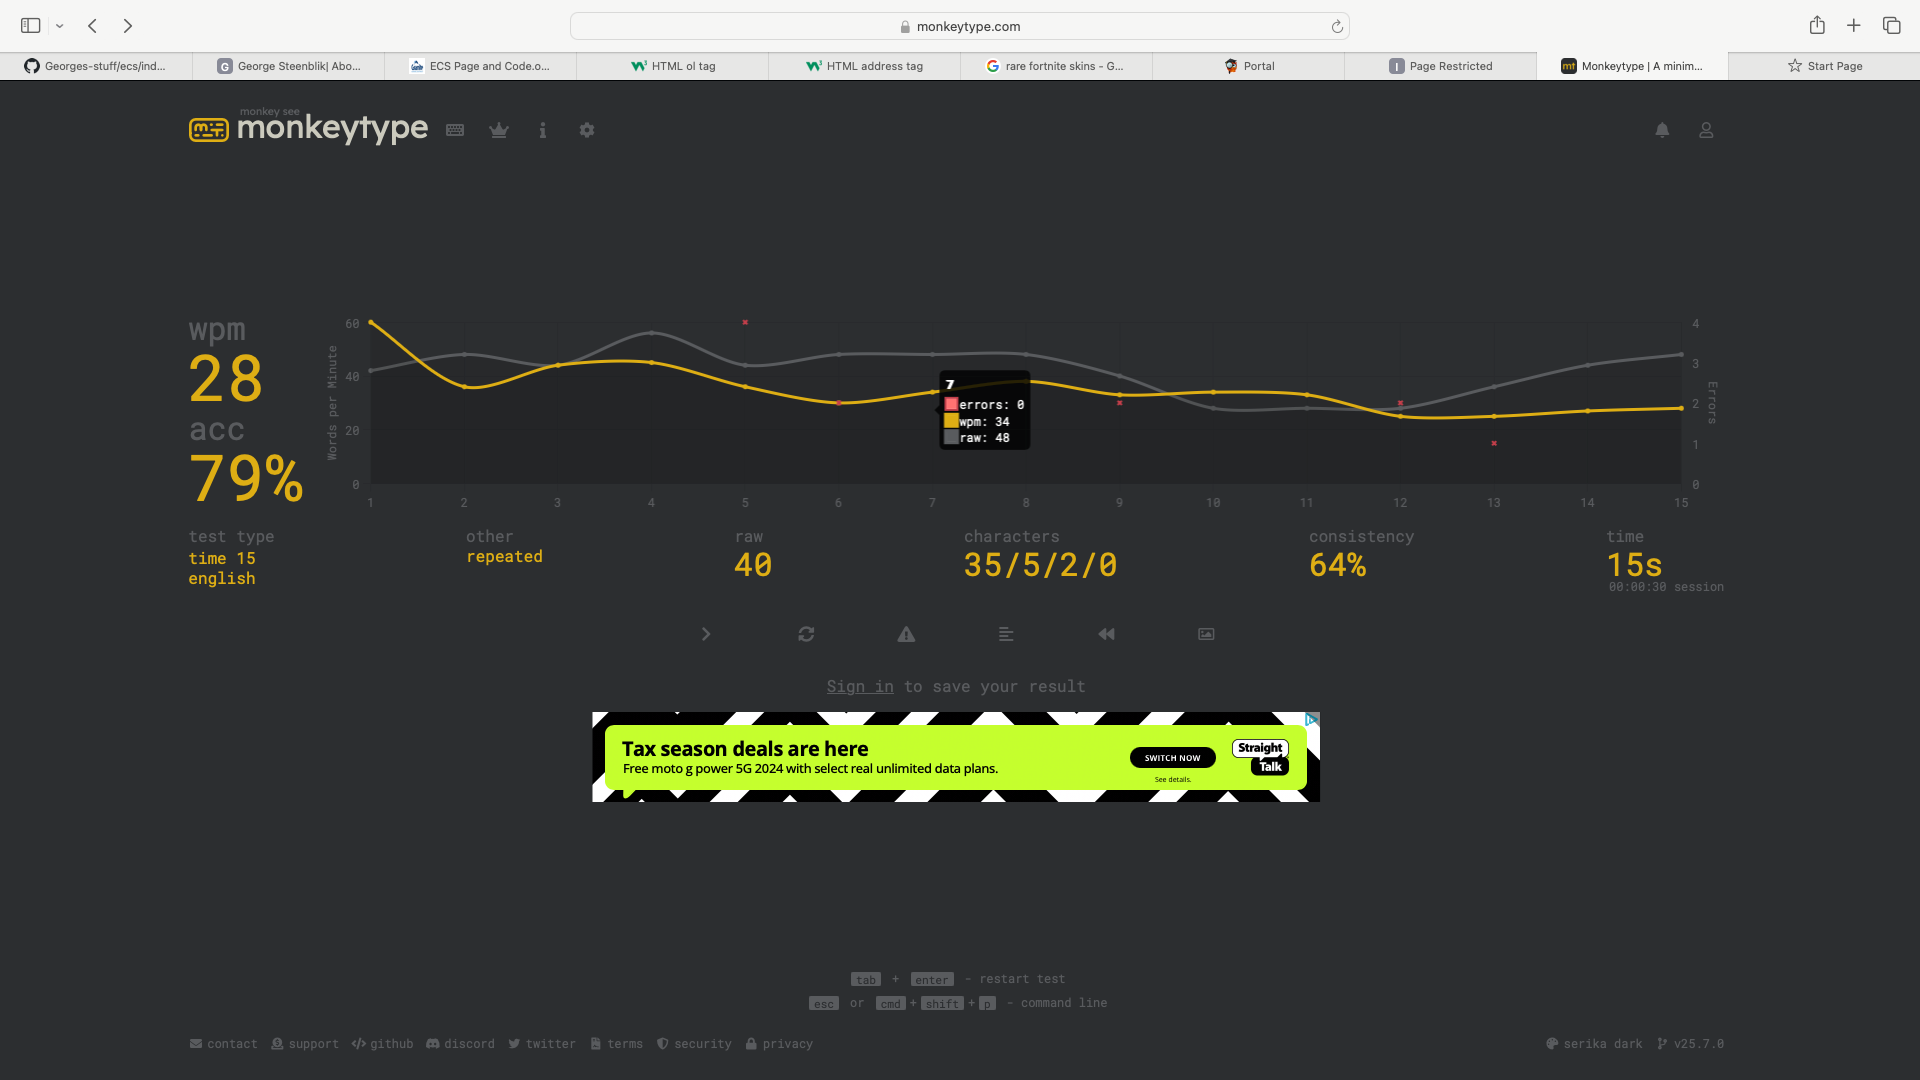 monkeytype.com
Georges-stuff/ecs/ind...
George Steenblik| Abo...
ECS Page and Code.o...
HTML ol tag
HTML address tag
rare fortnite skins - G...
Portal
Page Restricted
Monkeytype | A minim...
Start Page
monkey see
monkeytype
wpm
28
acc
79%
Words per Minute
60
40
20
0
1 2 3 4 5 6 7 8 9 10 11 12 13 14 15
4
3
2
1
0
Errors
7
errors: 0
wpm: 34
raw: 48
test type
time 15
english
other
repeated
raw
40
characters
35/5/2/0
consistency
64%
time
15s
00:00:30 session
Sign in to save your result
Tax season deals are here
Free moto g power 5G 2024 with select real unlimited data plans.
SWITCH NOW
See details.
Straight
Talk
tab + enter - restart test
esc or cmd + shift + p - command line
contact support github discord twitter terms security privacy
serika dark v25.7.0